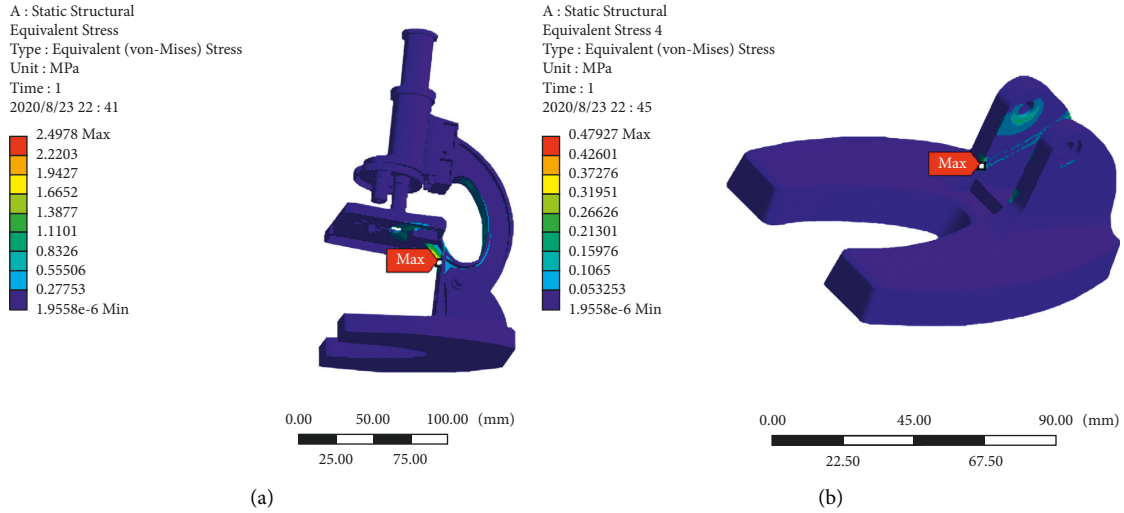 A : Static Structural
Equivalent Stress
Type : Equivalent (von-Mises) Stress
Unit : MPa
Time : 1
2020/8/23 22 : 41
2.4978 Max
2.2203
1.9427
1.6652
1.3877
1.1101
0.8326
0.55506
0.27753
1.9558e-6 Min
Max
0.00 50.00 100.00 (mm)
25.00 75.00
(a)
A : Static Structural
Equivalent Stress 4
Type : Equivalent (von-Mises) Stress
Unit : MPa
Time : 1
2020/8/23 22 : 45
0.47927 Max
0.42601
0.37276
0.31951
0.26626
0.21301
0.15976
0.1065
0.053253
1.9558e-6 Min
Max
0.00 45.00 90.00 (mm)
22.50 67.50
(b)